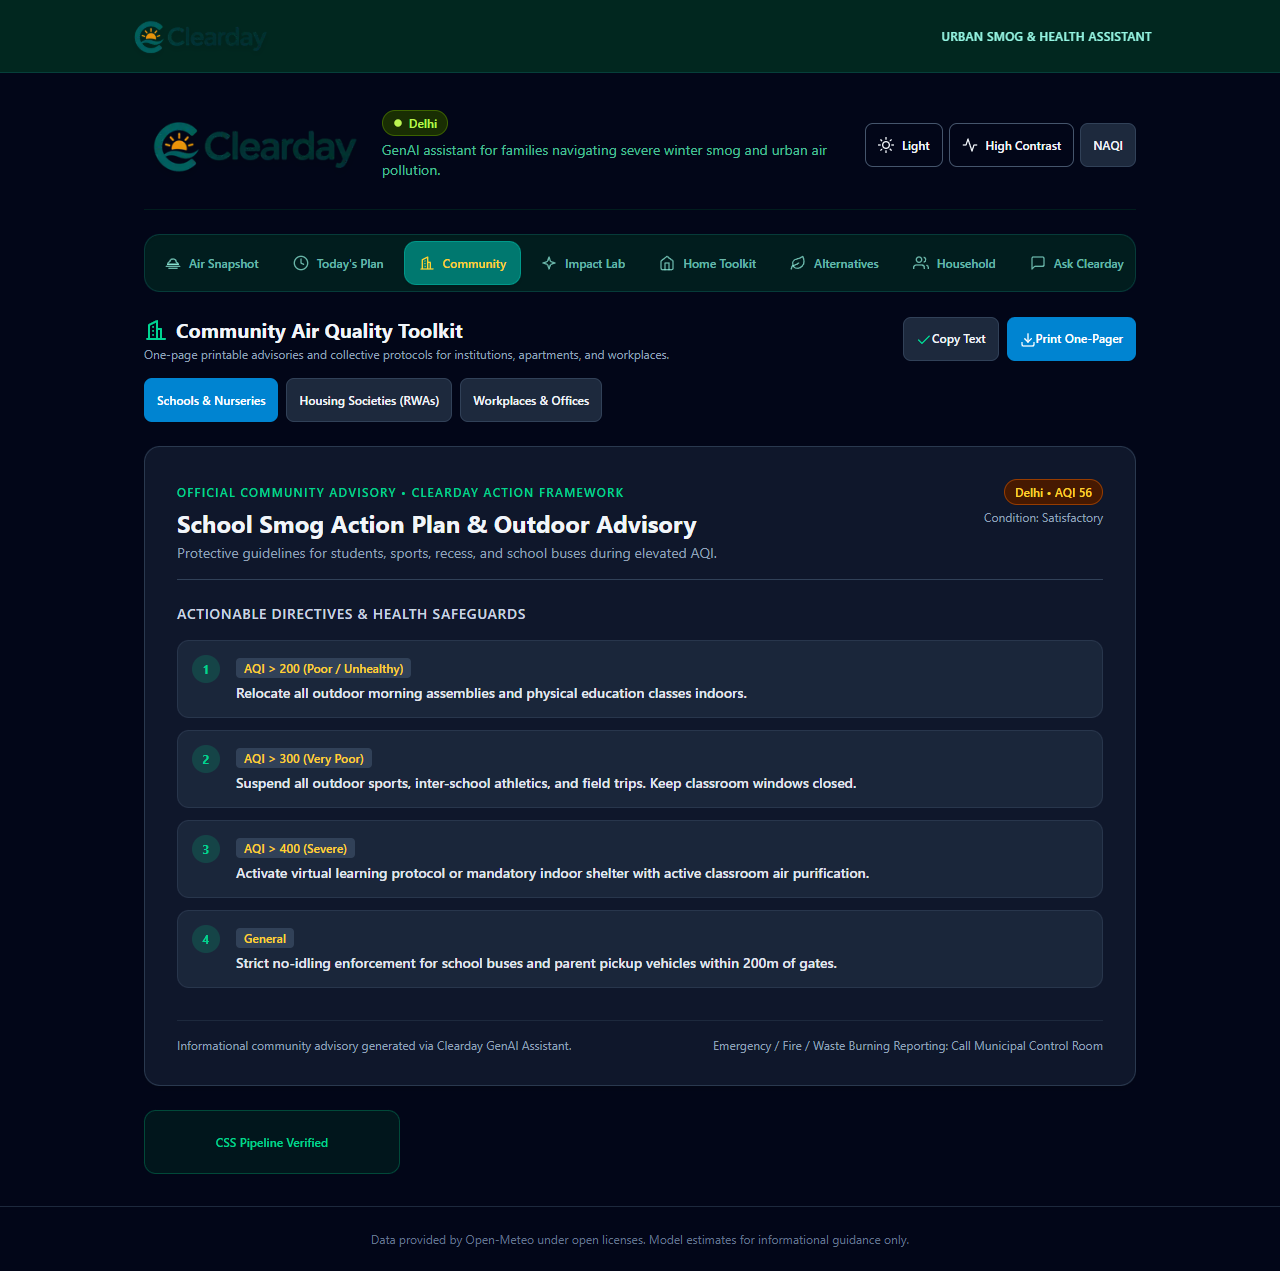 Clearday
URBAN SMOG & HEALTH ASSISTANT
Clearday
Delhi
GenAI assistant for families navigating severe winter smog and urban air
pollution.
Light
High Contrast
NAQI
Air Snapshot
Today's Plan
Community
Impact Lab
Home Toolkit
Alternatives
Household
Ask Clearday
Community Air Quality Toolkit
One-page printable advisories and collective protocols for institutions, apartments, and workplaces.
Copy Text
Print One-Pager
Schools & Nurseries
Housing Societies (RWAs)
Workplaces & Offices
OFFICIAL COMMUNITY ADVISORY • CLEARDAY ACTION FRAMEWORK
Delhi • AQI 56
School Smog Action Plan & Outdoor Advisory
Condition: Satisfactory
Protective guidelines for students, sports, recess, and school buses during elevated AQI.
ACTIONABLE DIRECTIVES & HEALTH SAFEGUARDS
1
AQI > 200 (Poor / Unhealthy)
Relocate all outdoor morning assemblies and physical education classes indoors.
2
AQI > 300 (Very Poor)
Suspend all outdoor sports, inter-school athletics, and field trips. Keep classroom windows closed.
3
AQI > 400 (Severe)
Activate virtual learning protocol or mandatory indoor shelter with active classroom air purification.
4
General
Strict no-idling enforcement for school buses and parent pickup vehicles within 200m of gates.
Informational community advisory generated via Clearday GenAI Assistant.
Emergency / Fire / Waste Burning Reporting: Call Municipal Control Room
CSS Pipeline Verified
Data provided by Open-Meteo under open licenses. Model estimates for informational guidance only.